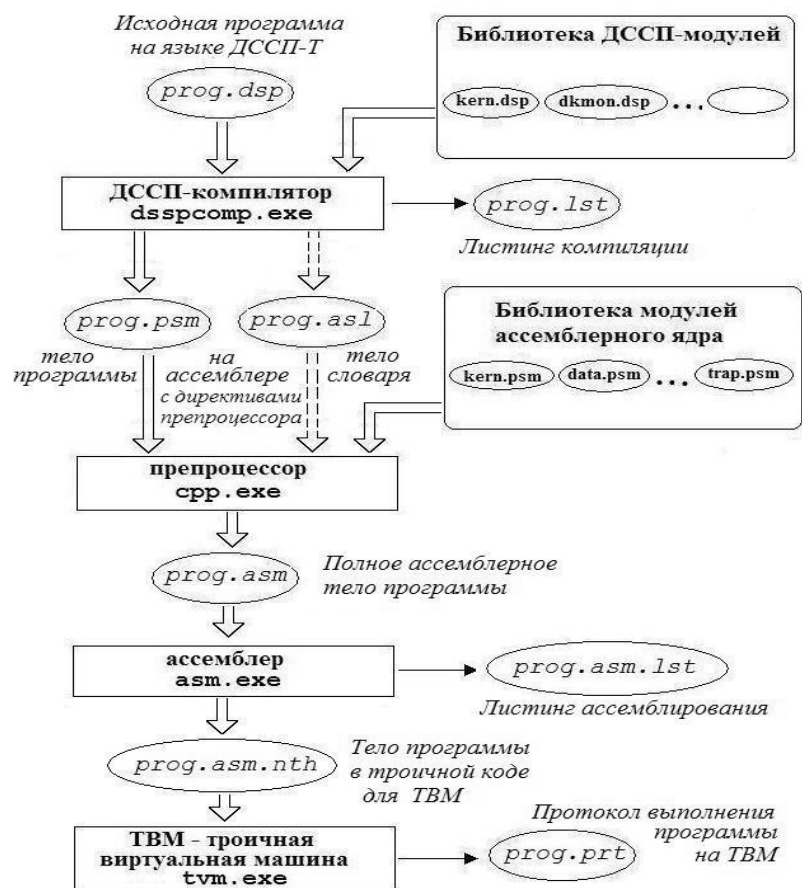 Исходная программа
на языке ДССП-Т
prog.dsp
Библиотека ДССП-модулей
kern.dsp
dkmon.dsp
...
ДССП-компилятор
dsspcomp.exe
prog.lst
Листинг компиляции
prog.psm
prog.asl
тело
программы
на
ассемблере
с директивами
препроцессора
тело
словаря
Библиотека модулей
ассемблерного ядра
kern.psm
data.psm
...
trap.psm
препроцессор
cpp.exe
prog.asm
Полное ассемблерное
тело программы
ассемблер
asm.exe
prog.asm.lst
Листинг ассемблирования
prog.asm.nth
Тело программы
в троичной коде
для ТВМ
ТВМ - троичная
виртуальная машина
tvm.exe
Протокол выполнения
программы
на ТВМ
prog.prt